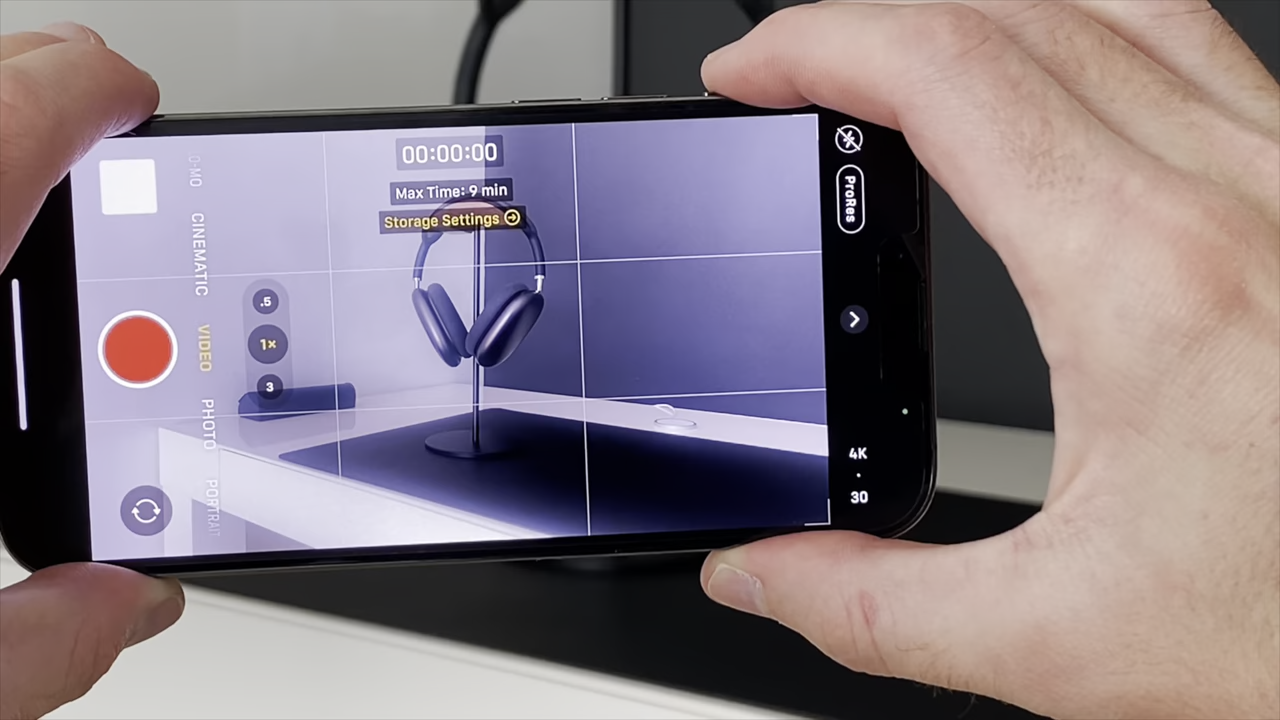 00:00:00
Max Time: 9 min
Storage Settings
O-MO
CINEMATIC
VIDEO
PHOTO
PORTRAIT
.5
1×
3
ProRes
4K
·
30